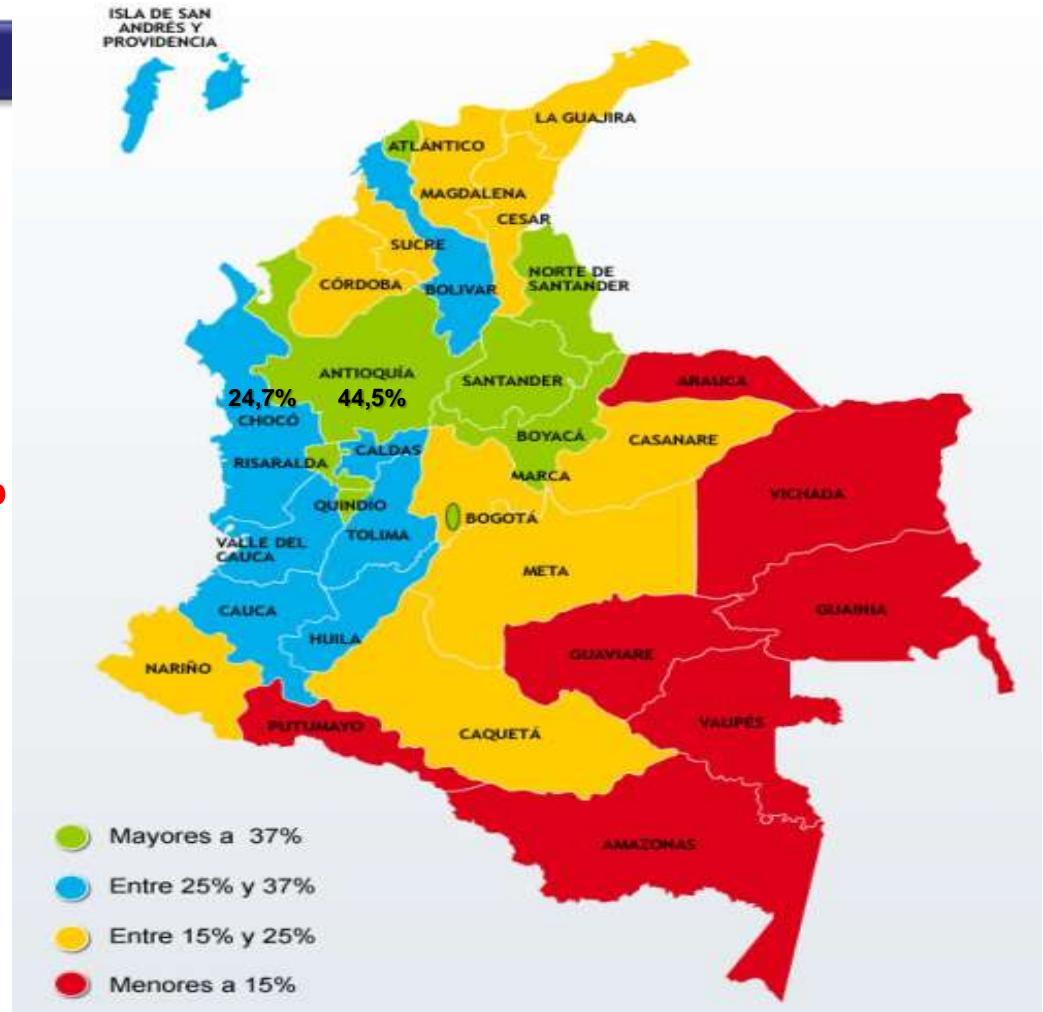 ISLA DE SAN
ANDRÉS Y
PROVIDENCIA
LA GUAJIRA
ATLÁNTICO
MAGDALENA
CESAR
SUCRE
NORTE DE
SANTANDER
CÓRDOBA
BOLIVAR
ANTIOQUÍA
SANTANDER
ARAUCA
24,7%
44,5%
CHOCÓ
BOYACÁ
CASANARE
CALDAS
RISARALDA
MARCA
VICHADA
QUINDIO
BOGOTÁ
TOLIMA
VALLE DEL
CAUCA
META
CAUCA
GUAINIA
HUILA
GUAVIARE
NARIÑO
VAUPÉS
PUTUMAYO
CAQUETÁ
AMAZONAS
Mayores a 37%
Entre 25% y 37%
Entre 15% y 25%
Menores a 15%